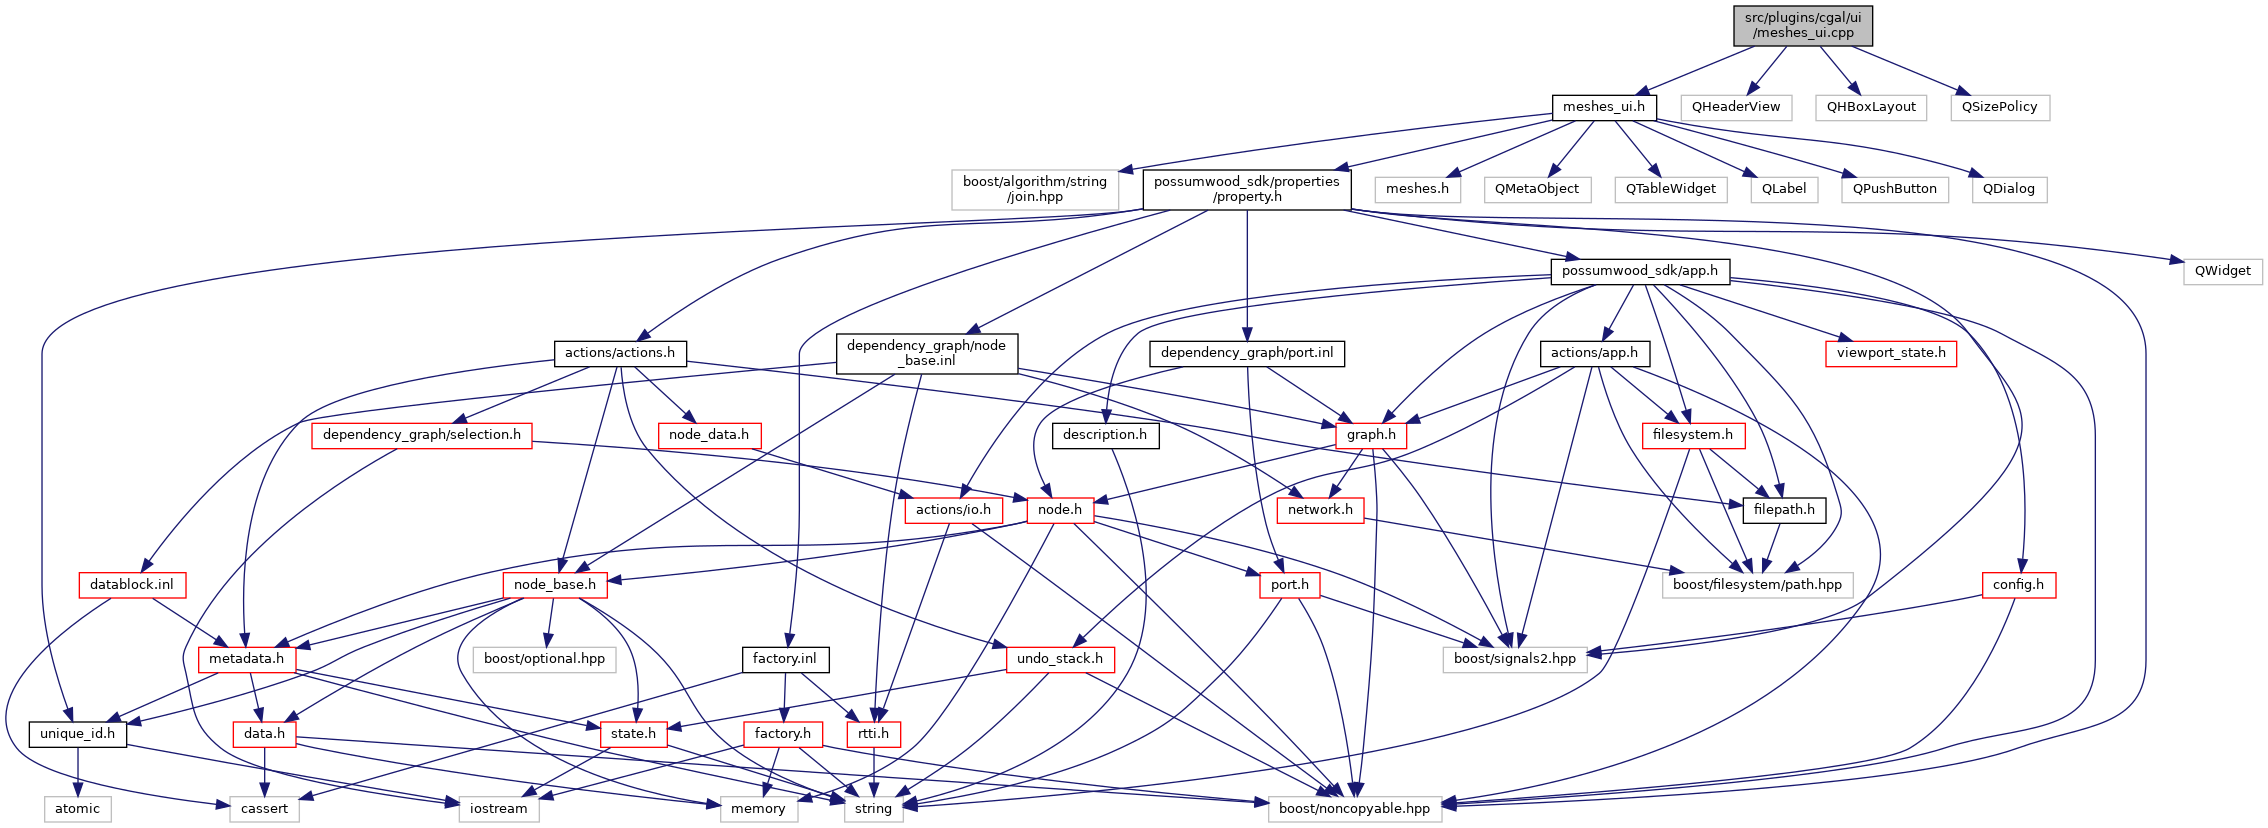 src/plugins/cgal/ui
/meshes_ui.cpp
meshes_ui.h
QHeaderView
QHBoxLayout
QSizePolicy
boost/algorithm/string
/join.hpp
possumwood_sdk/properties
/property.h
meshes.h
QMetaObject
QTableWidget
QLabel
QPushButton
QDialog
possumwood_sdk/app.h
QWidget
actions/actions.h
dependency_graph/node
_base.inl
dependency_graph/port.inl
actions/app.h
viewport_state.h
dependency_graph/selection.h
node_data.h
description.h
graph.h
filesystem.h
actions/io.h
node.h
network.h
filepath.h
datablock.inl
node_base.h
port.h
boost/filesystem/path.hpp
config.h
metadata.h
boost/optional.hpp
factory.inl
undo_stack.h
boost/signals2.hpp
unique_id.h
data.h
state.h
factory.h
rtti.h
atomic
cassert
iostream
memory
string
boost/noncopyable.hpp